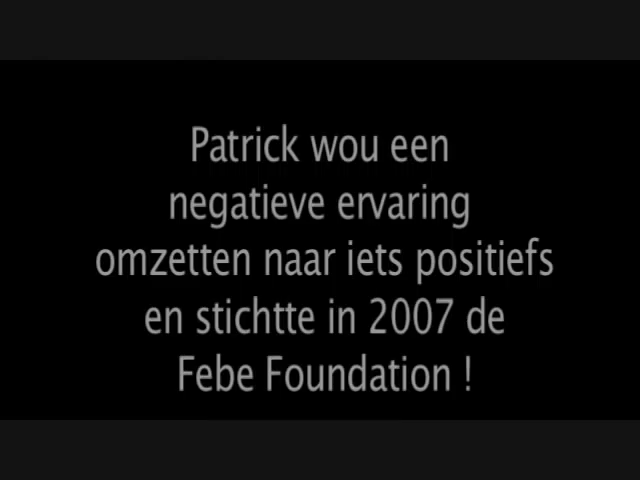 Patrick wou een
negatieve ervaring
omzetten naar iets positiefs
en stichtte in 2007 de
Febe Foundation !